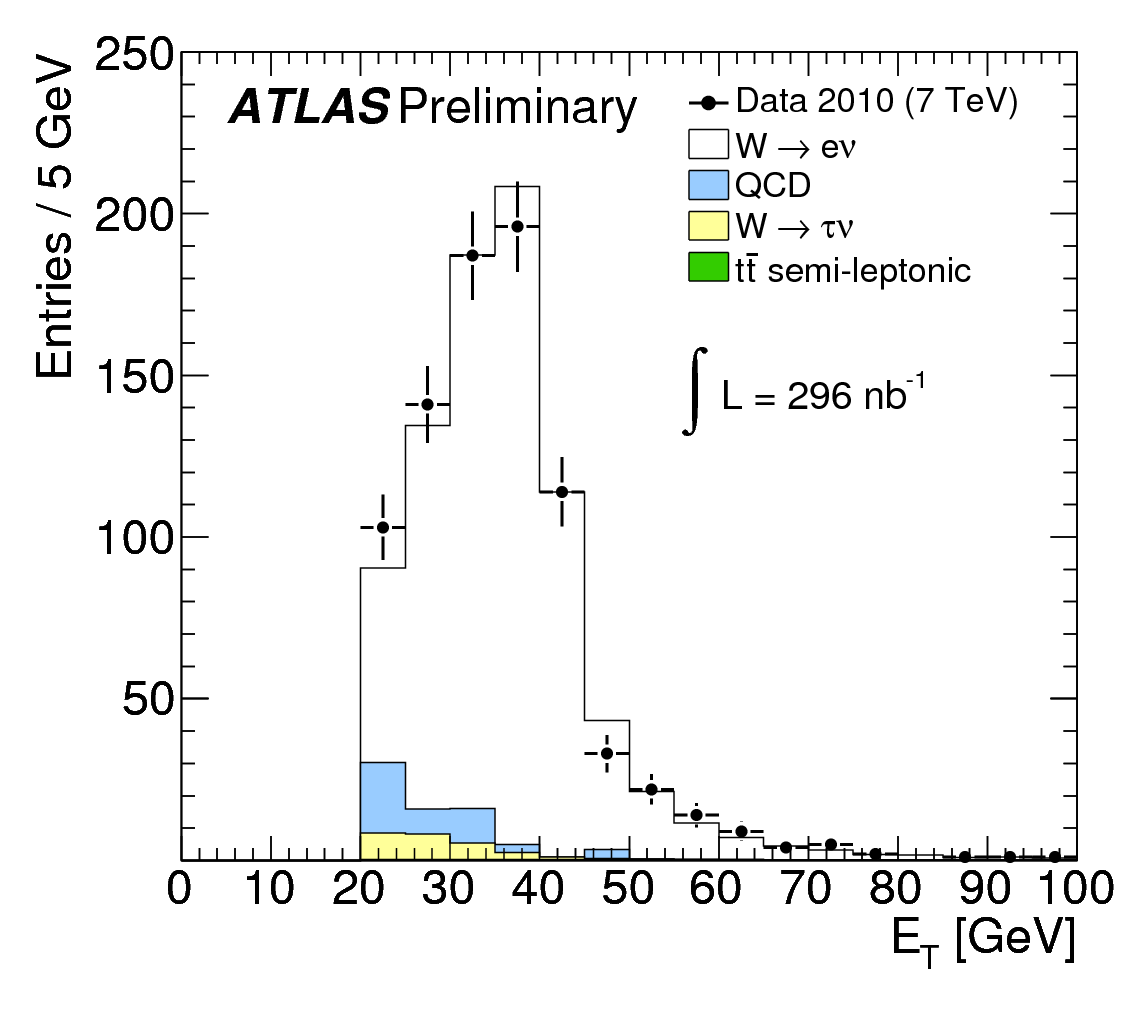 Entries / 5 GeV
250
200
150
100
50
ATLAS Preliminary
Data 2010 (7 TeV)
W → eν
QCD
W → τν
tt̄ semi-leptonic
∫ L = 296 nb⁻¹
0 10 20 30 40 50 60 70 80 90 100
E_T [GeV]